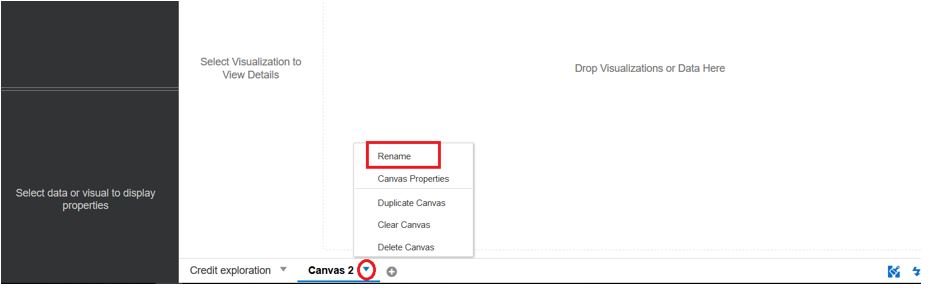 Select Visualization to
View Details
Drop Visualizations or Data Here
Select data or visual to display
properties
Rename
Canvas Properties
Duplicate Canvas
Clear Canvas
Delete Canvas
Credit exploration
Canvas 2